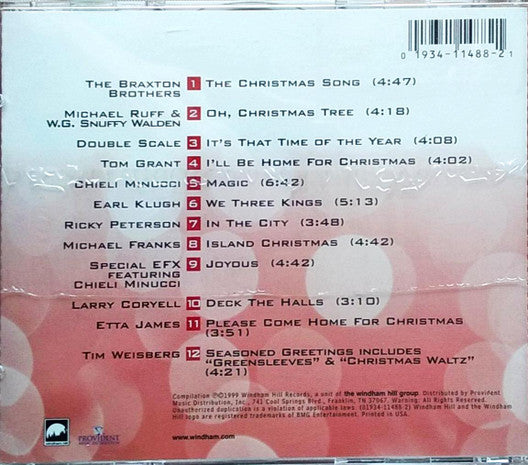 0 1934-11488-2 1
The Braxton Brothers 1 The Christmas Song (4:47)
Michael Ruff & W.G. Snuffy Walden 2 Oh, Christmas Tree (4:18)
Double Scale 3 It's That Time of the Year (4:08)
Tom Grant 4 I'll Be Home For Christmas (4:02)
Chieli Minucci 5 Magic (6:42)
Earl Klugh 6 We Three Kings (5:13)
Ricky Peterson 7 In The City (3:48)
Michael Franks 8 Island Christmas (4:42)
Special EFX featuring Chieli Minucci 9 Joyous (4:42)
Larry Coryell 10 Deck The Halls (3:10)
Etta James 11 Please Come Home For Christmas
(3:51)
Tim Weisberg 12 Seasoned Greetings includes
"Greensleeves" & "Christmas Waltz"
(4:21)
Compilation ℗©1999 Windham Hill Records, a unit of the windham hill group. Distributed by Provident
Music Distribution, Inc., 741 Cool Springs Blvd., Franklin, TN 37067. Warning: All Rights Reserved.
Unauthorized duplication is a violation of applicable laws. (01934-11488-2) Windham Hill and the Windham
Hill logo are registered trademarks of BMG Entertainment. Printed in USA.
PROVIDENT
www.windham.com